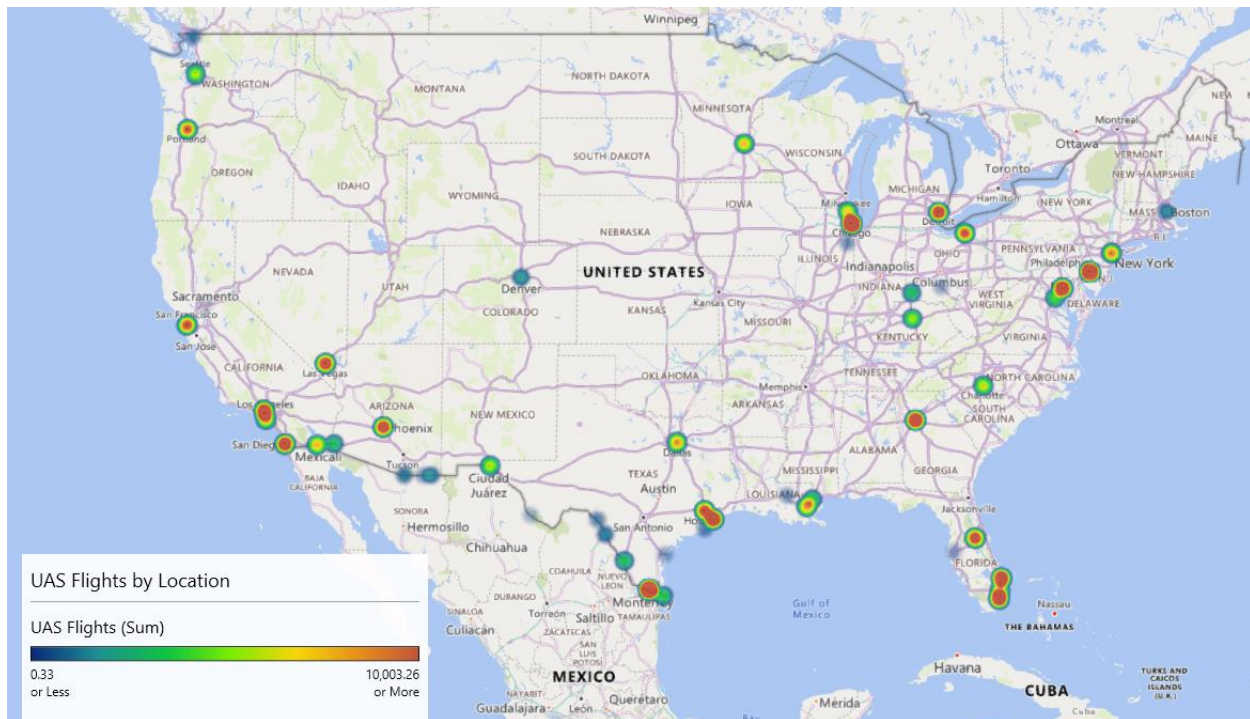 Winnipeg
Seattle
WASHINGTON
MONTANA
NORTH DAKOTA
MINNESOTA
Montreal
Ottawa
MAINE
Portland
OREGON
IDAHO
SOUTH DAKOTA
WISCONSIN
VERMONT
Toronto
NEW HAMPSHIRE
WYOMING
IOWA
Milwaukee
MICHIGAN
Hamilton
NEW YORK
Detroit
MASS
Boston
R.I.
NEBRASKA
Chicago
NEVADA
UNITED STATES
ILLINOIS
OHIO
PENNSYLVANIA
New York
Philadelphia
Indianapolis
Sacramento
UTAH
Denver
INDIANA
Columbus
NJ
San Francisco
COLORADO
KANSAS
Kansas City
WEST
VIRGINIA
DELAWARE
San Jose
MISSOURI
KENTUCKY
VIRGINIA
CALIFORNIA
Las Vegas
OKLAHOMA
Memphis
TENNESSEE
NORTH CAROLINA
Los Angeles
ARIZONA
NEW MEXICO
ARKANSAS
Charlotte
SOUTH
CAROLINA
San Diego
Phoenix
Mexicali
Dallas
MISSISSIPPI
ALABAMA
GEORGIA
Tucson
BAJA
CALIFORNIA
Ciudad
Juárez
TEXAS
Austin
LOUISIANA
Jacksonville
SONORA
Hermosillo
San Antonio
Chihuahua
FLORIDA
COAHUILA
NUEVO
LEON
DURANGO
Monterrey
Gulf of
Mexico
Nassau
SINALOA
Torreón
Saltillo
TAMAULIPAS
THE BAHAMAS
Culiacán
ZACATECAS
SAN
LUIS
POTOSI
Havana
TURKS AND
CAICOS
ISLANDS
(U.K.)
MEXICO
CUBA
NAYARIT
León
Querétaro
Mérida
Cuba
Guadalajara
UAS Flights by Location
UAS Flights (Sum)
0.33
or Less
10,003.26
or More